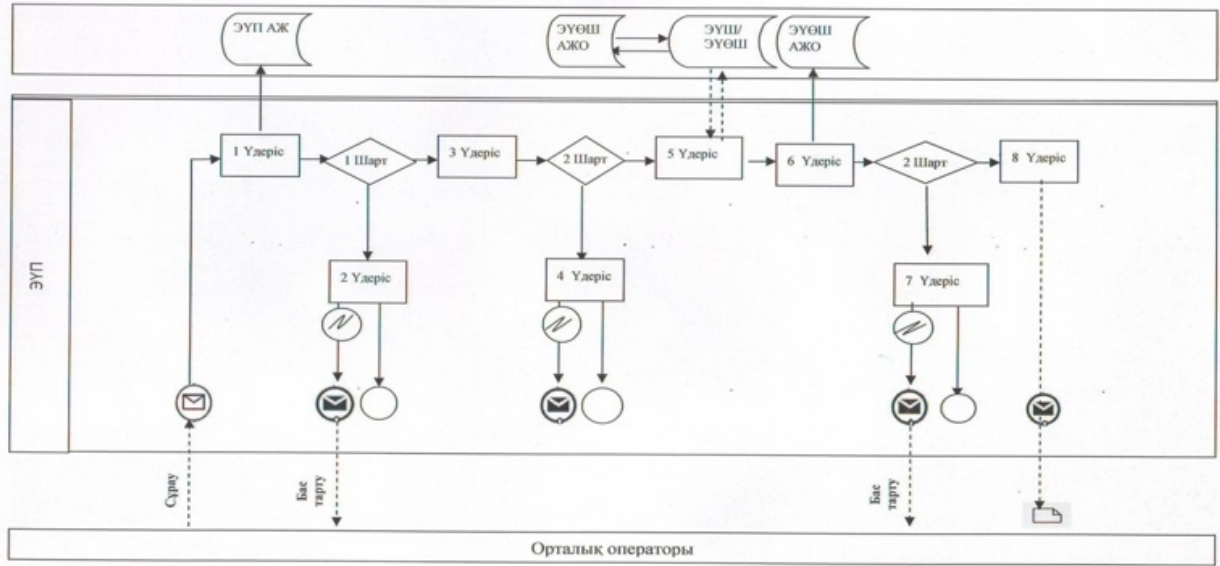 ЭҮП АЖ
ЭҮӨШ
АЖО
ЭҮШ/
ЭҮӨШ
ЭҮӨШ
АЖО
1 Үдеріс
1 Шарт
3 Үдеріс
2 Шарт
5 Үдеріс
6 Үдеріс
2 Шарт
8 Үдеріс
ЭҮП
2 Үдеріс
4 Үдеріс
7 Үдеріс
Сұрау
Бас
тарту
Бас
тарту
Орталық операторы